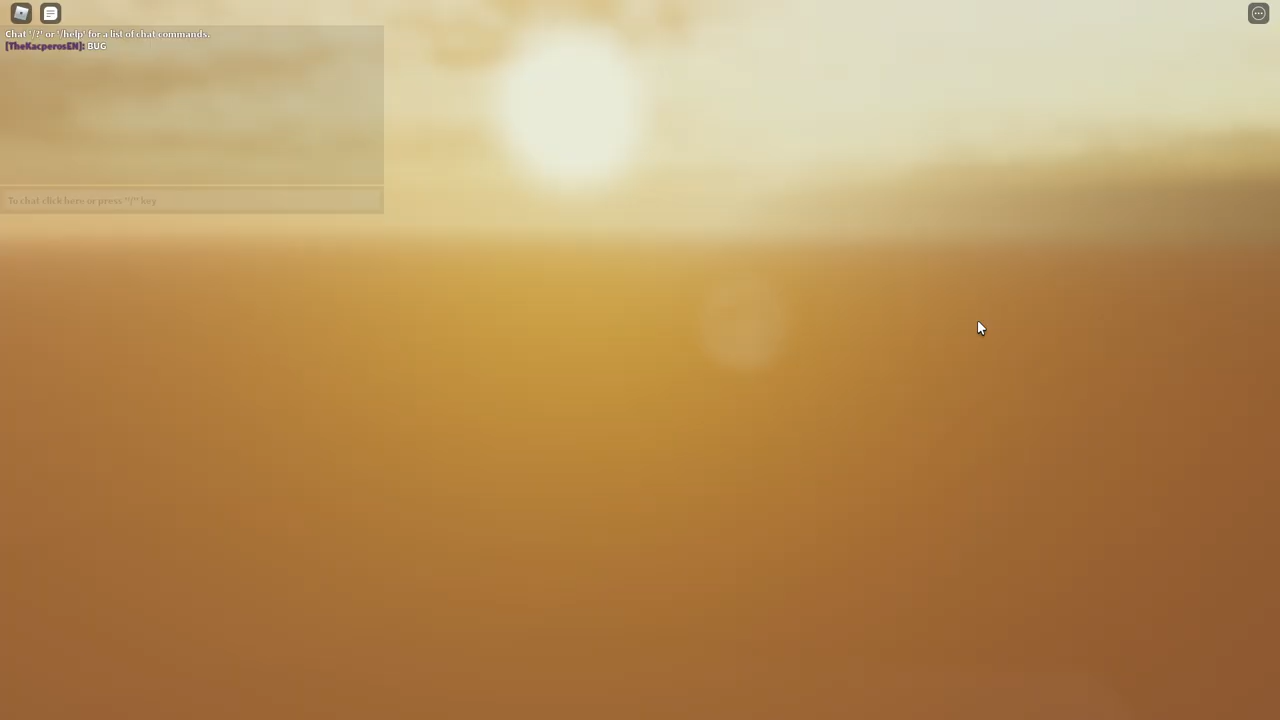 Chat '/?' or '/help' for a list of chat commands.
[TheKacperosEN]: BUG
To chat click here or press "/" key